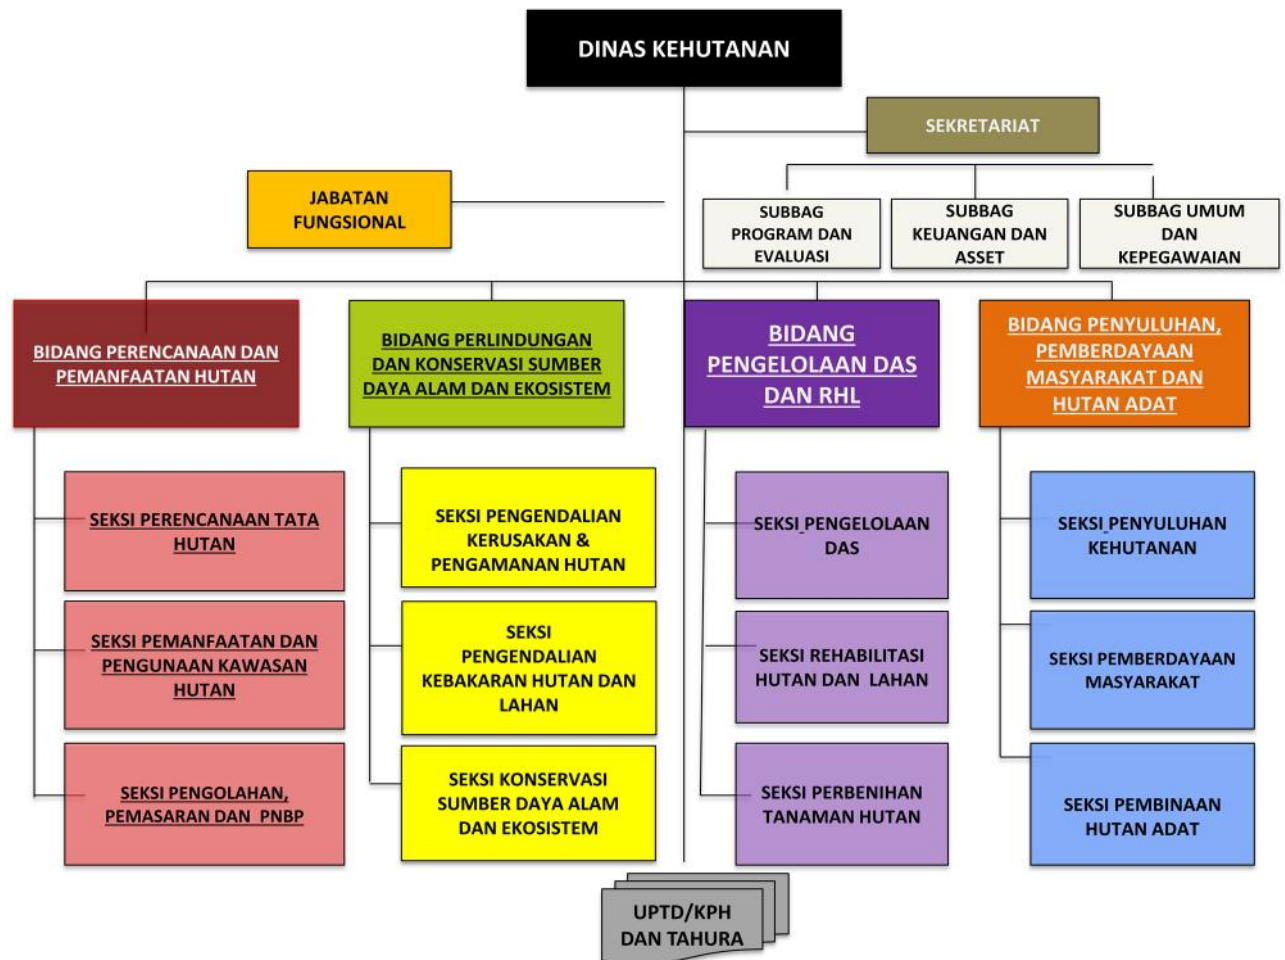 DINAS KEHUTANAN
SEKRETARIAT
JABATAN
FUNGSIONAL
SUBBAG
PROGRAM DAN
EVALUASI
SUBBAG
KEUANGAN DAN
ASSET
SUBBAG UMUM
DAN
KEPEGAWAIAN
BIDANG PERENCANAAN DAN
PEMANFAATAN HUTAN
BIDANG PERLINDUNGAN
DAN KONSERVASI SUMBER
DAYA ALAM DAN EKOSISTEM
BIDANG
PENGELOLAAN DAS
DAN RHL
BIDANG PENYULUHAN,
PEMBERDAYAAN
MASYARAKAT DAN
HUTAN ADAT
SEKSI PERENCANAAN TATA
HUTAN
SEKSI PEMANFAATAN DAN
PENGUNAAN KAWASAN
HUTAN
SEKSI PENGOLAHAN,
PEMASARAN DAN PNBP
SEKSI PENGENDALIAN
KERUSAKAN &
PENGAMANAN HUTAN
SEKSI
PENGENDALIAN
KEBAKARAN HUTAN DAN
LAHAN
SEKSI KONSERVASI
SUMBER DAYA ALAM
DAN EKOSISTEM
SEKSI PENGELOLAAN
DAS
SEKSI REHABILITASI
HUTAN DAN LAHAN
SEKSI PERBENIHAN
TANAMAN HUTAN
SEKSI PENYULUHAN
KEHUTANAN
SEKSI PEMBERDAYAAN
MASYARAKAT
SEKSI PEMBINAAN
HUTAN ADAT
UPTD/KPH
DAN TAHURA